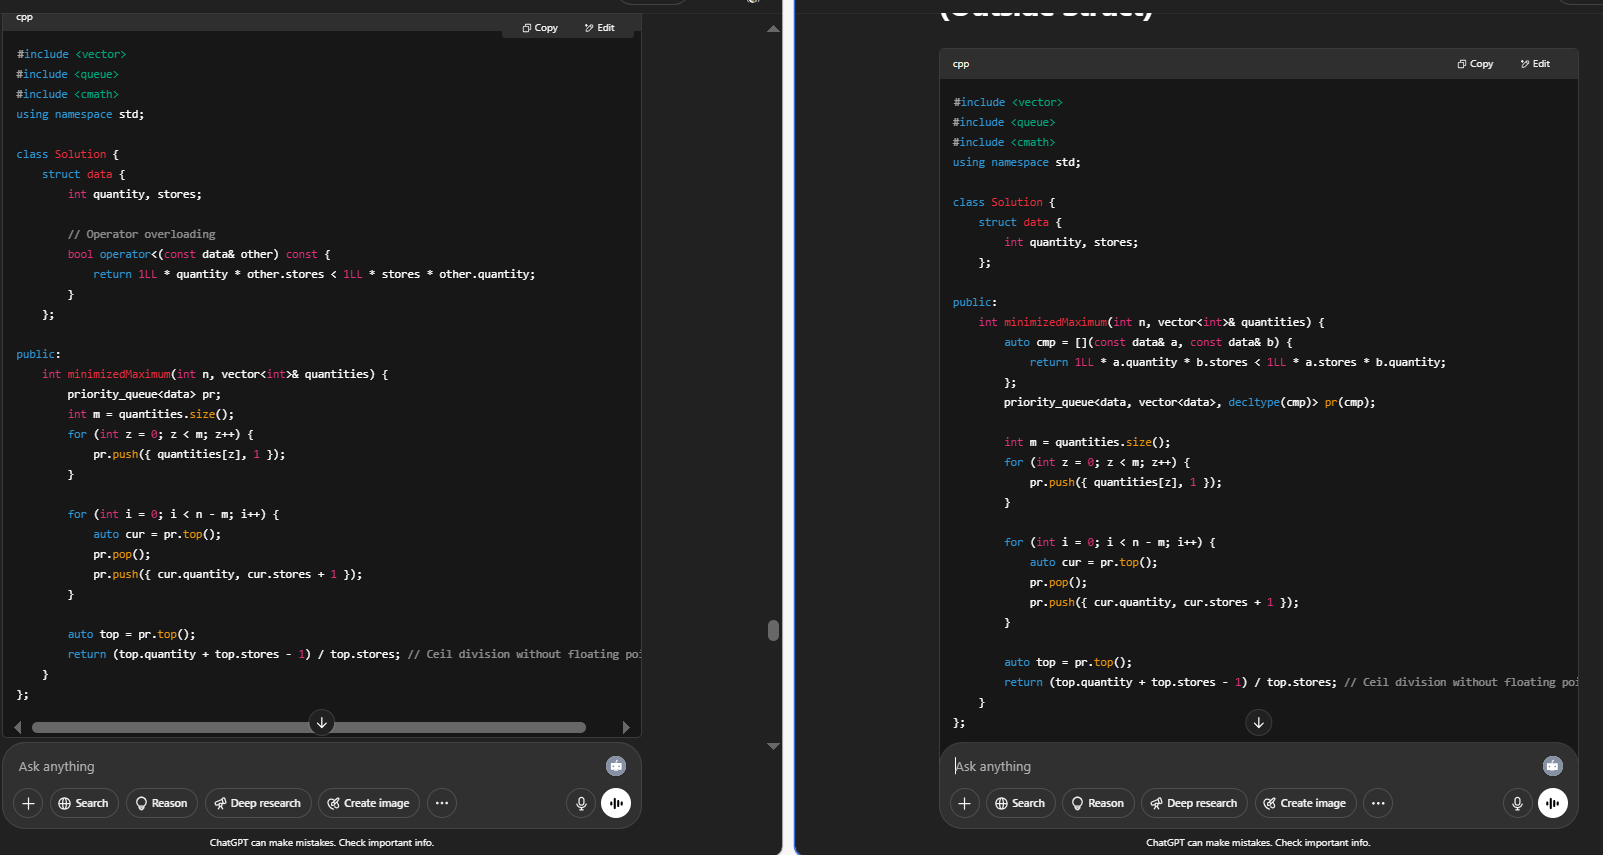 cpp
Copy
Edit
#include <vector>
#include <queue>
#include <cmath>
using namespace std;
class Solution {
struct data {
int quantity, stores;
// Operator overloading
bool operator<(const data& other) const {
return 1LL * quantity * other.stores < 1LL * stores * other.quantity;
}
};
public:
int minimizedMaximum(int n, vector<int>& quantities) {
priority_queue<data> pr;
int m = quantities.size();
for (int z = 0; z < m; z++) {
pr.push({ quantities[z], 1 });
}
for (int i = 0; i < n - m; i++) {
auto cur = pr.top();
pr.pop();
pr.push({ cur.quantity, cur.stores + 1 });
}
auto top = pr.top();
return (top.quantity + top.stores - 1) / top.stores; // Ceil division without floating
}
};
Ask anything
Search
Reason
Deep research
Create image
ChatGPT can make mistakes. Check important info.
(Outside Struct)
cpp
Copy
Edit
#include <vector>
#include <queue>
#include <cmath>
using namespace std;
class Solution {
struct data {
int quantity, stores;
};
public:
int minimizedMaximum(int n, vector<int>& quantities) {
auto cmp = [](const data& a, const data& b) {
return 1LL * a.quantity * b.stores < 1LL * a.stores * b.quantity;
};
priority_queue<data, vector<data>, decltype(cmp)> pr(cmp);
int m = quantities.size();
for (int z = 0; z < m; z++) {
pr.push({ quantities[z], 1 });
}
for (int i = 0; i < n - m; i++) {
auto cur = pr.top();
pr.pop();
pr.push({ cur.quantity, cur.stores + 1 });
}
auto top = pr.top();
return (top.quantity + top.stores - 1) / top.stores; // Ceil division without floating
}
};
Ask anything
Search
Reason
Deep research
Create image
ChatGPT can make mistakes. Check important info.